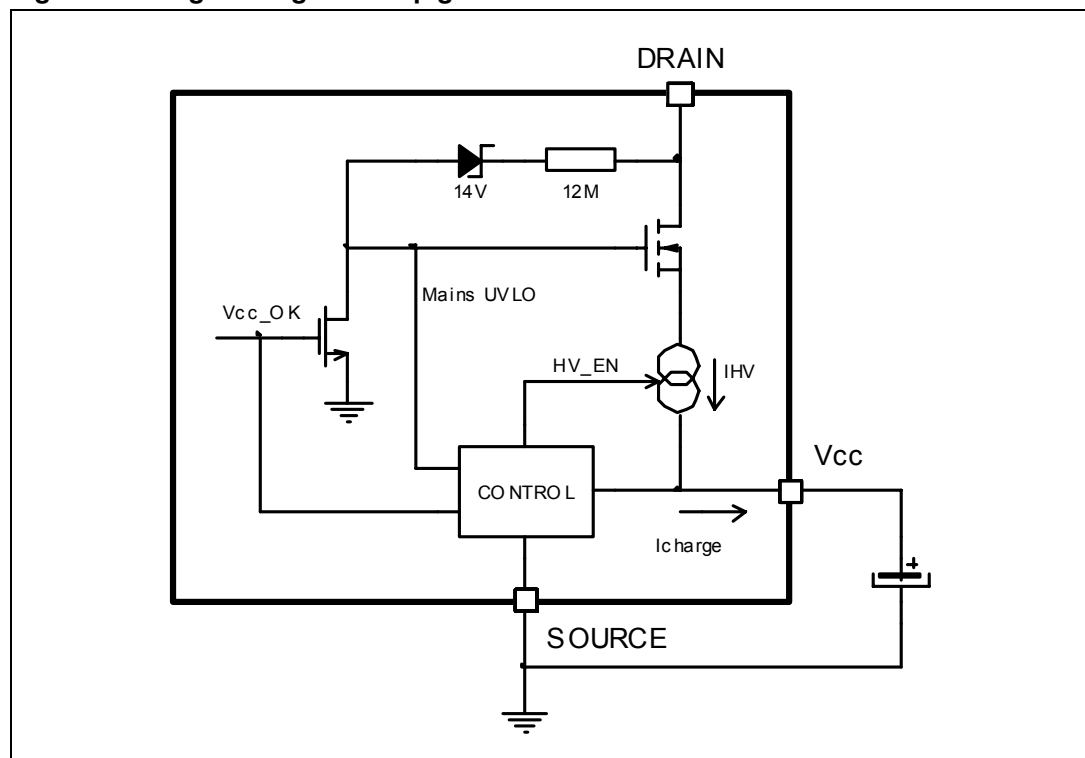 DRAIN
14V
12M
Mains UVLO
Vcc_OK
HV_EN
IHV
Vcc
CONTROL
Icharge
+
SOURCE